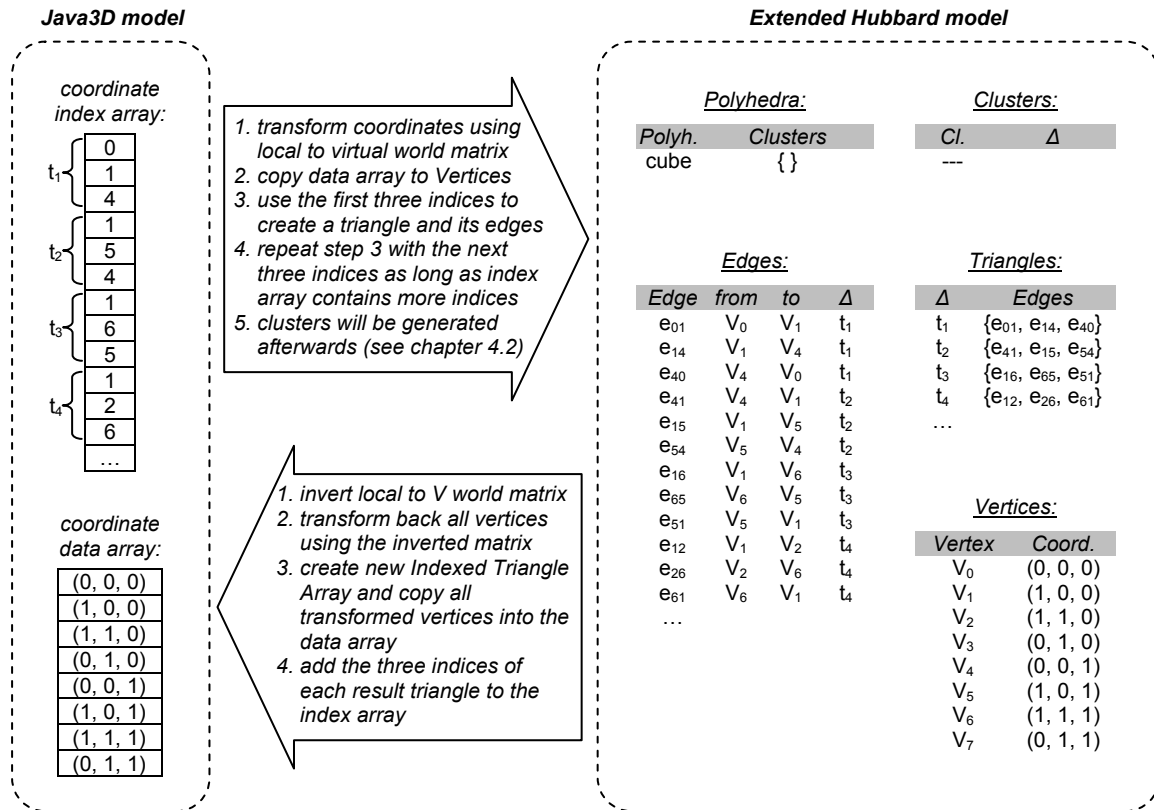 Java3D model
coordinate
index array:
t1
0
1
4
t2
1
5
4
t3
1
6
5
t4
1
2
6
…
coordinate
data array:
(0, 0, 0)
(1, 0, 0)
(1, 1, 0)
(0, 1, 0)
(0, 0, 1)
(1, 0, 1)
(1, 1, 1)
(0, 1, 1)
1. transform coordinates using
local to virtual world matrix
2. copy data array to Vertices
3. use the first three indices to
create a triangle and its edges
4. repeat step 3 with the next
three indices as long as index
array contains more indices
5. clusters will be generated
afterwards (see chapter 4.2)
1. invert local to V world matrix
2. transform back all vertices
using the inverted matrix
3. create new Indexed Triangle
Array and copy all
transformed vertices into the
data array
4. add the three indices of
each result triangle to the
index array
Extended Hubbard model
Polyhedra:
Polyh. Clusters
cube { }
Clusters:
Cl. Δ
---
Edges:
Edge from to Δ
e01 V0 V1 t1
e14 V1 V4 t1
e40 V4 V0 t1
e41 V4 V1 t2
e15 V1 V5 t2
e54 V5 V4 t2
e16 V1 V6 t3
e65 V6 V5 t3
e51 V5 V1 t3
e12 V1 V2 t4
e26 V2 V6 t4
e61 V6 V1 t4
…
Triangles:
Δ Edges
t1 {e01, e14, e40}
t2 {e41, e15, e54}
t3 {e16, e65, e51}
t4 {e12, e26, e61}
…
Vertices:
Vertex Coord.
V0 (0, 0, 0)
V1 (1, 0, 0)
V2 (1, 1, 0)
V3 (0, 1, 0)
V4 (0, 0, 1)
V5 (1, 0, 1)
V6 (1, 1, 1)
V7 (0, 1, 1)